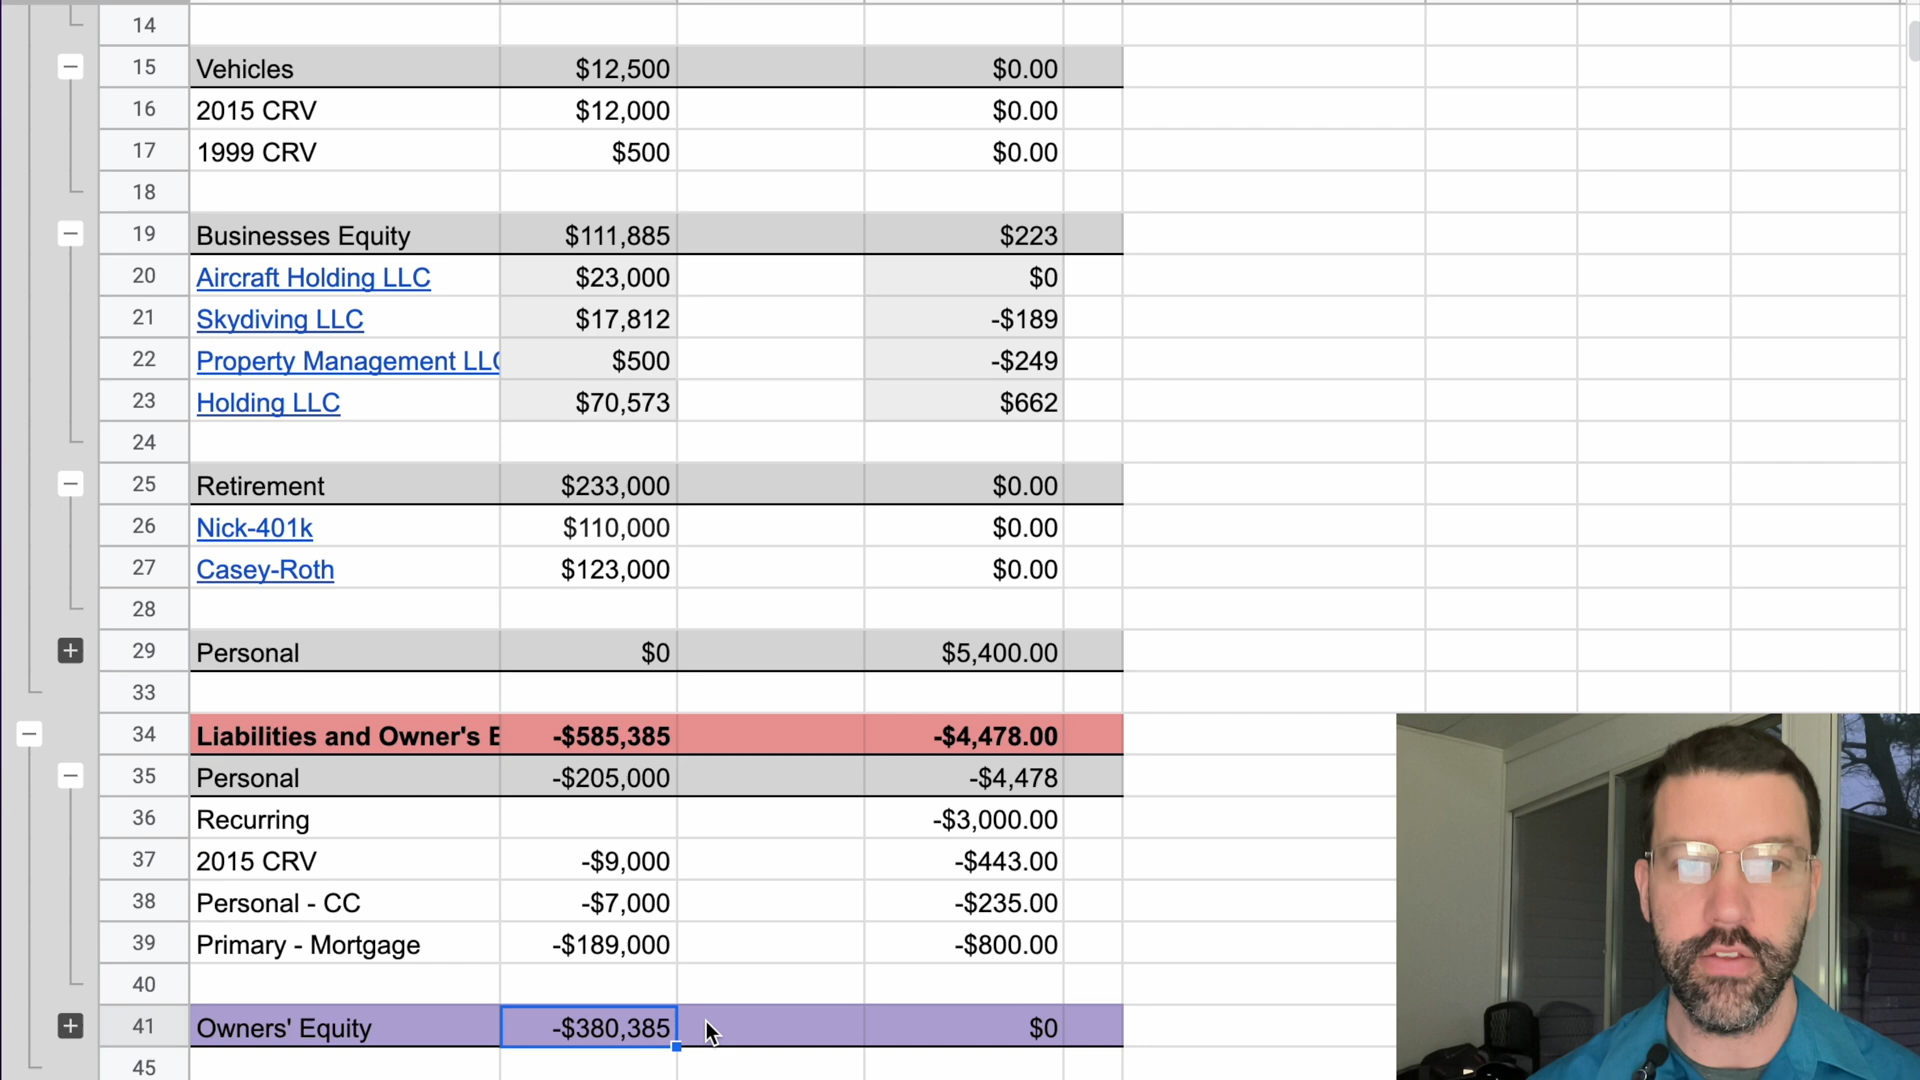 14
15 Vehicles $12,500 $0.00
16 2015 CRV $12,000 $0.00
17 1999 CRV $500 $0.00
18
19 Businesses Equity $111,885 $223
20 Aircraft Holding LLC $23,000 $0
21 Skydiving LLC $17,812 -$189
22 Property Management LLC $500 -$249
23 Holding LLC $70,573 $662
24
25 Retirement $233,000 $0.00
26 Nick-401k $110,000 $0.00
27 Casey-Roth $123,000 $0.00
28
29 Personal $0 $5,400.00
33
34 Liabilities and Owner's E -$585,385 -$4,478.00
35 Personal -$205,000 -$4,478
36 Recurring -$3,000.00
37 2015 CRV -$9,000 -$443.00
38 Personal - CC -$7,000 -$235.00
39 Primary - Mortgage -$189,000 -$800.00
40
41 Owners' Equity -$380,385 $0
45